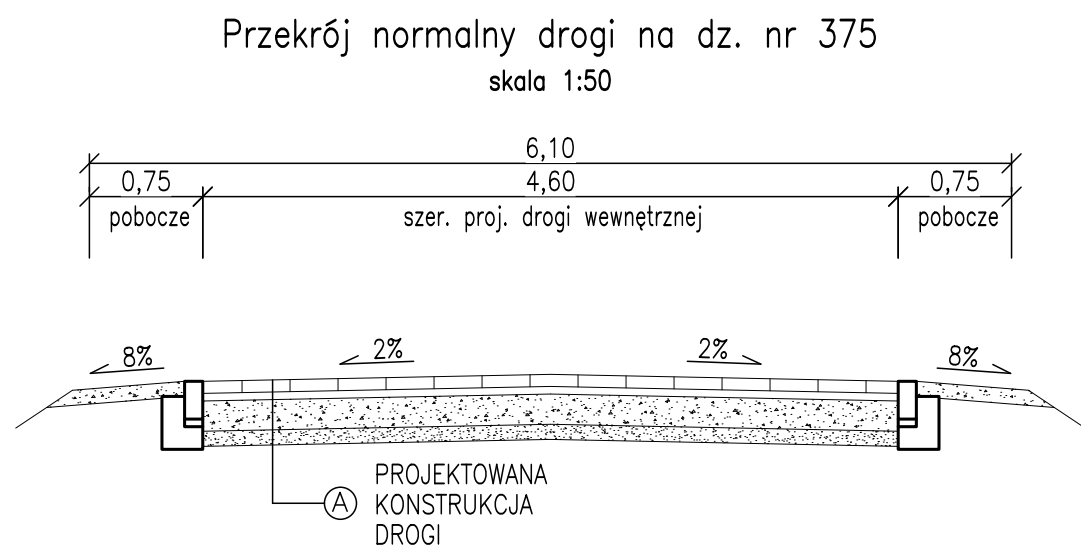 Przekrój normalny drogi na dz. nr 375
skala 1:50
6,10
0,75
4,60
0,75
pobocze
szer. proj. drogi wewnętrznej
pobocze
8%
2%
2%
8%
A
PROJEKTOWANA
KONSTRUKCJA
DROGI